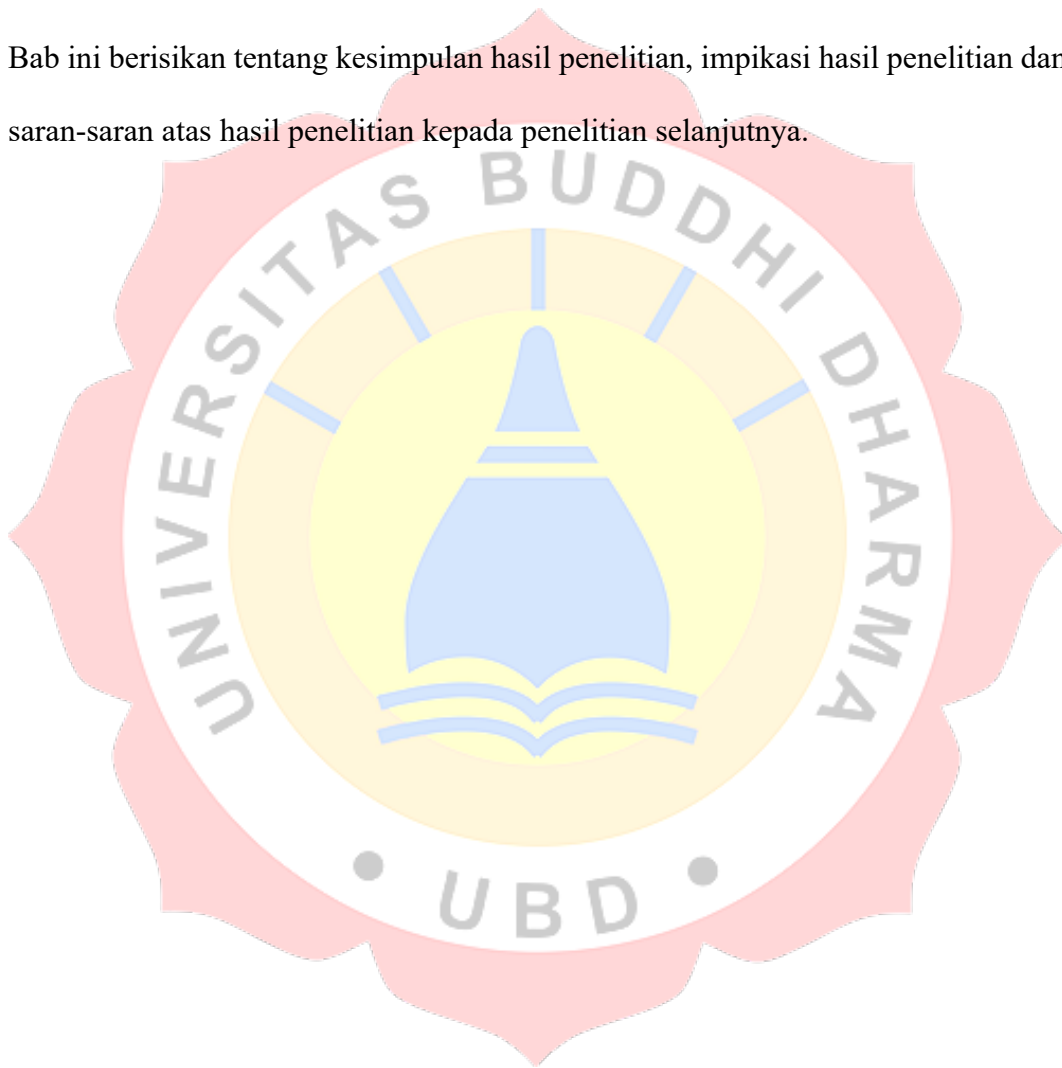 Bab ini berisikan tentang kesimpulan hasil penelitian, impikasi hasil penelitian dan
saran-saran atas hasil penelitian kepada penelitian selanjutnya.
UNIVERSITAS BUDDHI DHARMA
• UBD •